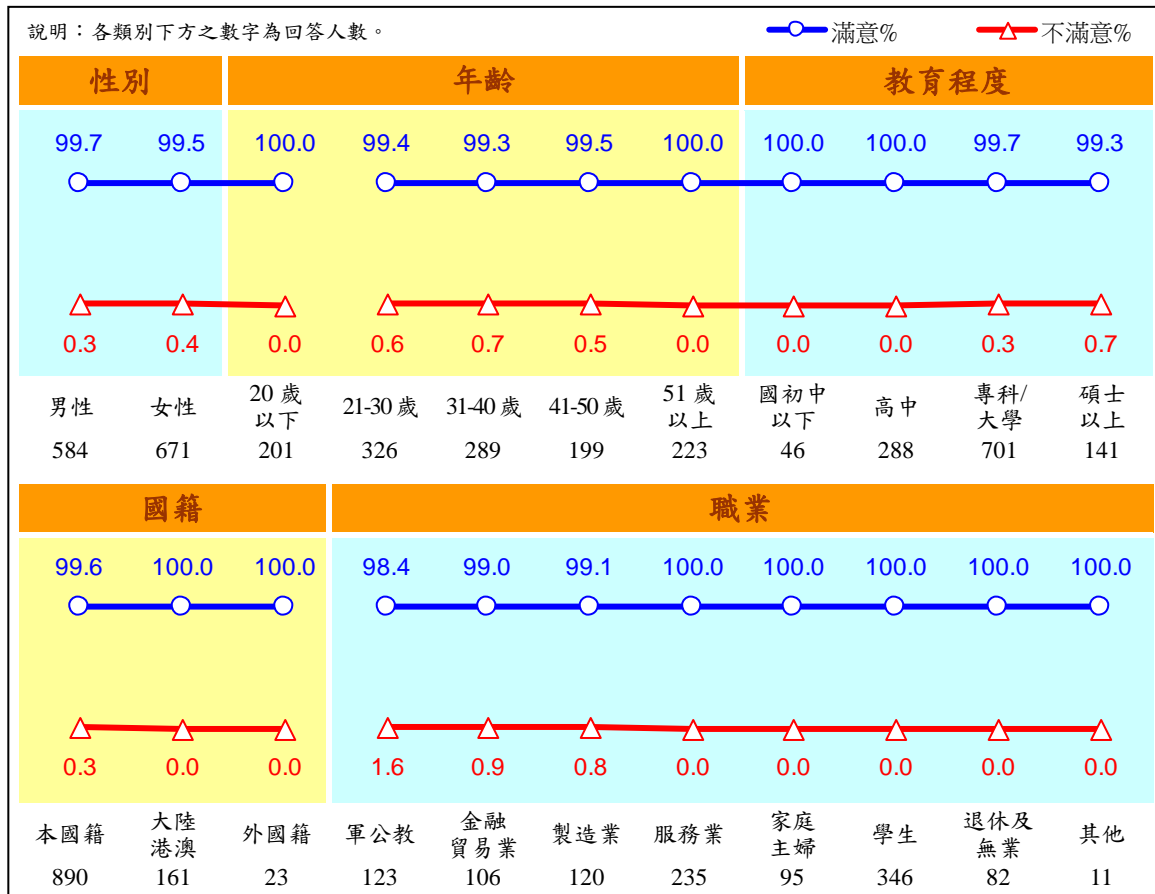 說明：各類別下方之數字為回答人數。
滿意% 不滿意%
性別 年齡 教育程度
99.7 99.5 100.0 99.4 99.3 99.5 100.0 100.0 100.0 99.7 99.3
0.3 0.4 0.0 0.6 0.7 0.5 0.0 0.0 0.0 0.3 0.7
男性 女性 20 歲 以下 21-30 歲 31-40 歲 41-50 歲 51 歲 以上 國初中 以下 高中 專科/ 大學 碩士 以上
584 671 201 326 289 199 223 46 288 701 141
國籍 職業
99.6 100.0 100.0 98.4 99.0 99.1 100.0 100.0 100.0 100.0 100.0
0.3 0.0 0.0 1.6 0.9 0.8 0.0 0.0 0.0 0.0 0.0
本國籍 大陸 港澳 外國籍 軍公教 金融 貿易業 製造業 服務業 家庭 主婦 學生 退休及 無業 其他
890 161 23 123 106 120 235 95 346 82 11